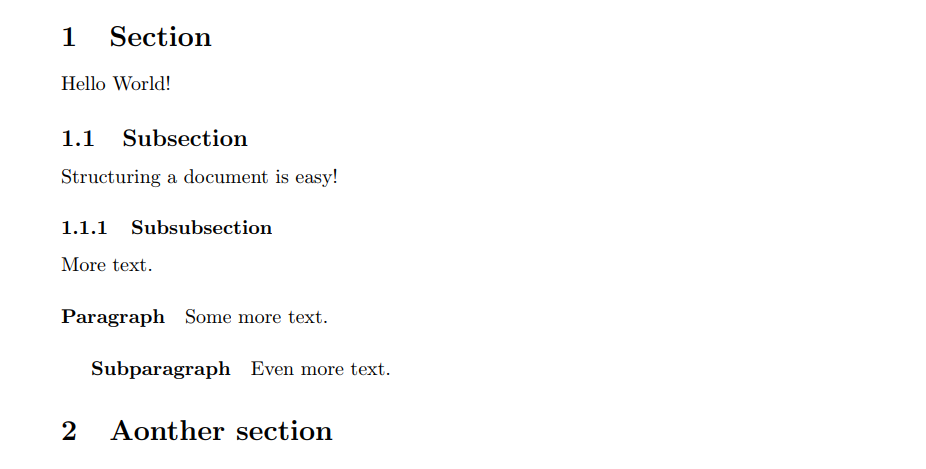 1 Section
Hello World!
1.1 Subsection
Structuring a document is easy!
1.1.1 Subsubsection
More text.
Paragraph Some more text.
Subparagraph Even more text.
2 Aonther section